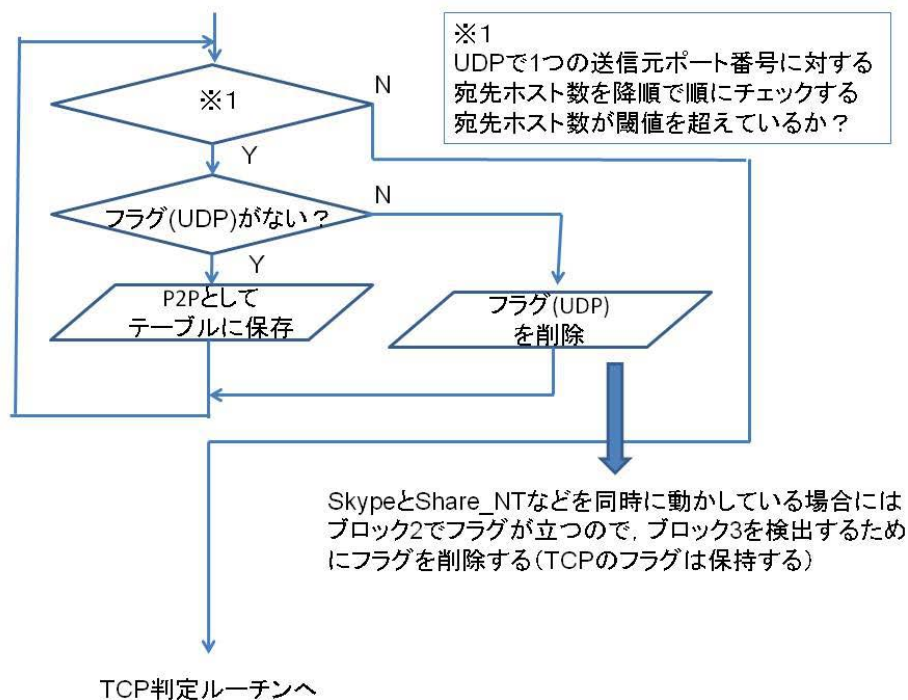 ※1
UDPで1つの送信元ポート番号に対する
宛先ホスト数を降順で順にチェックする
宛先ホスト数が閾値を超えているか？
※1
N
Y
フラグ(UDP)がない？
N
Y
P2Pとして
テーブルに保存
フラグ(UDP)
を削除
SkypeとShare_NTなどを同時に動かしている場合には
ブロック2でフラグが立つので，ブロック3を検出するため
にフラグを削除する（TCPのフラグは保持する）
TCP判定ルーチンへ